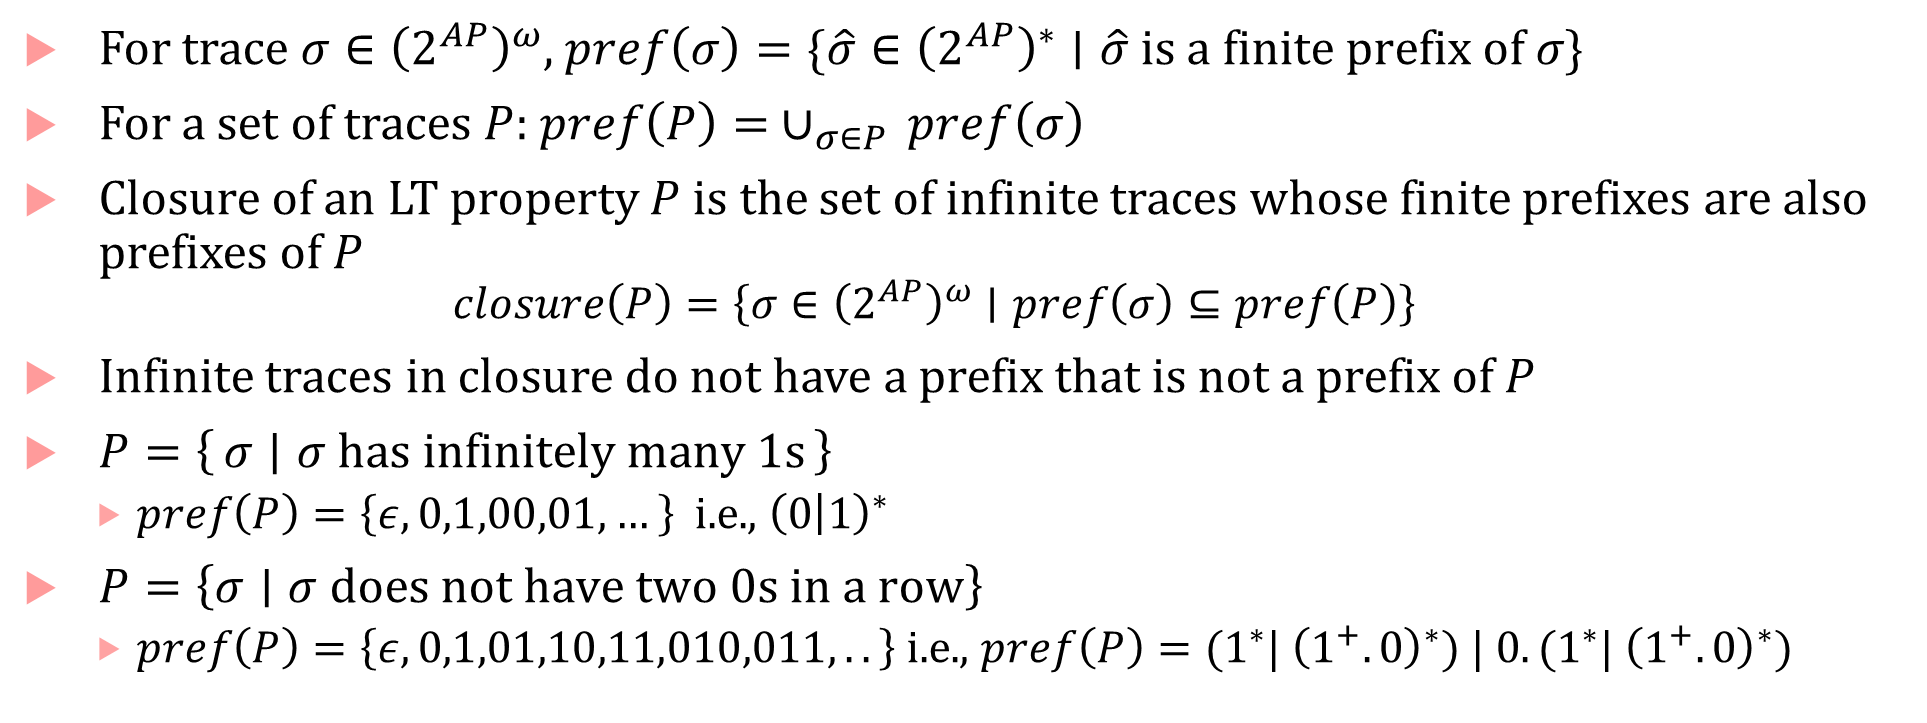 ▶ For trace σ ∈ (2^{AP})^ω, pref(σ) = {σ̂ ∈ (2^{AP})^* | σ̂ is a finite prefix of σ}
▶ For a set of traces P: pref(P) = ∪_{σ∈P} pref(σ)
▶ Closure of an LT property P is the set of infinite traces whose finite prefixes are also
prefixes of P
closure(P) = {σ ∈ (2^{AP})^ω | pref(σ) ⊆ pref(P)}
▶ Infinite traces in closure do not have a prefix that is not a prefix of P
▶ P = { σ | σ has infinitely many 1s }
▶ pref(P) = {ϵ, 0,1,00,01, … } i.e., (0|1)^*
▶ P = {σ | σ does not have two 0s in a row}
▶ pref(P) = {ϵ, 0,1,01,10,11,010,011, . . } i.e., pref(P) = (1^*| (1^+. 0)^*) | 0. (1^*| (1^+. 0)^*)